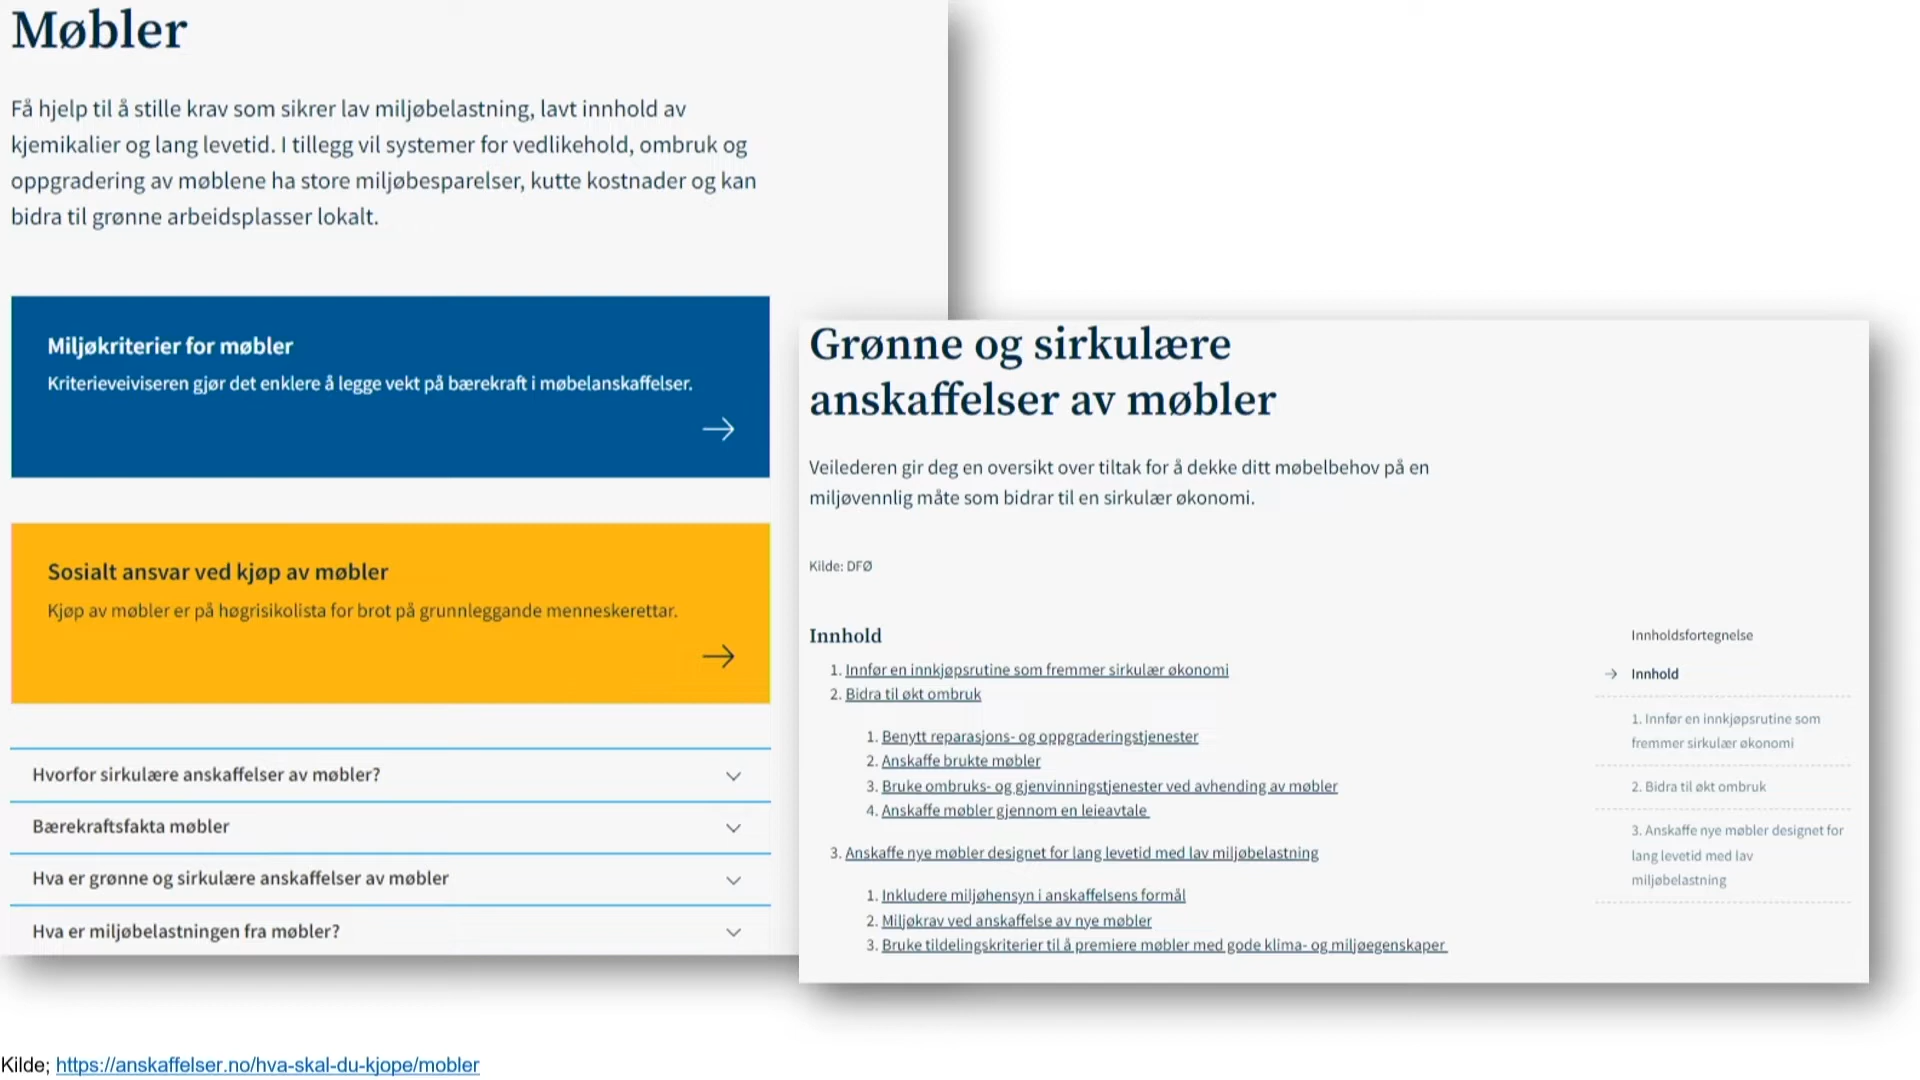 Møbler
Få hjelp til å stille krav som sikrer lav miljøbelastning, lavt innhold av
kjemikalier og lang levetid. I tillegg vil systemer for vedlikehold, ombruk og
oppgradering av møblene ha store miljøbesparelser, kutte kostnader og kan
bidra til grønne arbeidsplasser lokalt.
Miljøkriterier for møbler
Kriterieveiviseren gjør det enklere å legge vekt på bærekraft i møbelanskaffelser.
Sosialt ansvar ved kjøp av møbler
Kjøp av møbler er på høgrisikolista for brot på grunnleggande menneskerettar.
Hvorfor sirkulære anskaffelser av møbler?
Bærekraftsfakta møbler
Hva er grønne og sirkulære anskaffelser av møbler
Hva er miljøbelastningen fra møbler?
Grønne og sirkulære
anskaffelser av møbler
Veilederen gir deg en oversikt over tiltak for å dekke ditt møbelbehov på en
miljøvennlig måte som bidrar til en sirkulær økonomi.
Kilde: DFØ
Innhold
1. Innfør en innkjøpsrutine som fremmer sirkulær økonomi
2. Bidra til økt ombruk
1. Benytt reparasjons- og oppgraderingstjenester
2. Anskaffe brukte møbler
3. Bruke ombruks- og gjenvinningstjenester ved avhending av møbler
4. Anskaffe møbler gjennom en leieavtale
3. Anskaffe nye møbler designet for lang levetid med lav miljøbelastning
1. Inkludere miljøhensyn i anskaffelsens formål
2. Miljøkrav ved anskaffelse av nye møbler
3. Bruke tildelingskriterier til å premiere møbler med gode klima- og miljøegenskaper
Innholdsfortegnelse
Innhold
1. Innfør en innkjøpsrutine som
fremmer sirkulær økonomi
2. Bidra til økt ombruk
3. Anskaffe nye møbler designet for
lang levetid med lav
miljøbelastning
Kilde; https://anskaffelser.no/hva-skal-du-kjope/mobler